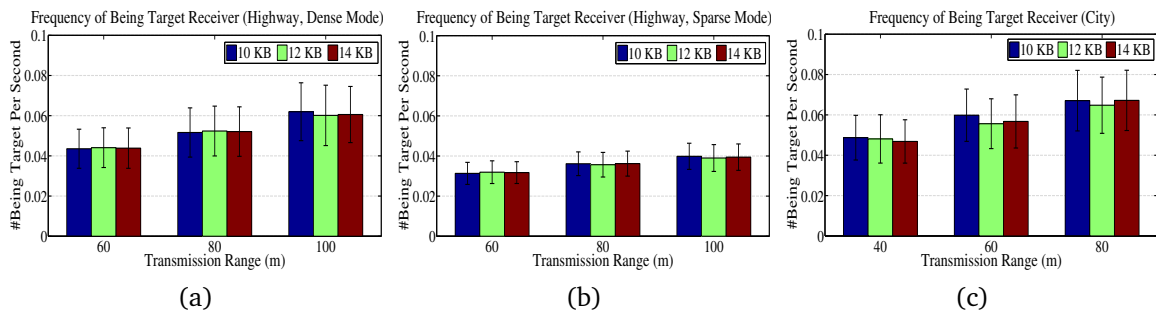 Frequency of Being Target Receiver (Highway, Dense Mode)
0.1
0.08
0.06
0.04
0.02
0
#Being Target Per Second
10 KB 12 KB 14 KB
60 80 100
Transmission Range (m)
(a)
Frequency of Being Target Receiver (Highway, Sparse Mode)
0.1
0.08
0.06
0.04
0.02
0
#Being Target Per Second
10 KB 12 KB 14 KB
60 80 100
Transmission Range (m)
(b)
Frequency of Being Target Receiver (City)
0.1
0.08
0.06
0.04
0.02
0
#Being Target Per Second
10 KB 12 KB 14 KB
40 60 80
Transmission Range (m)
(c)